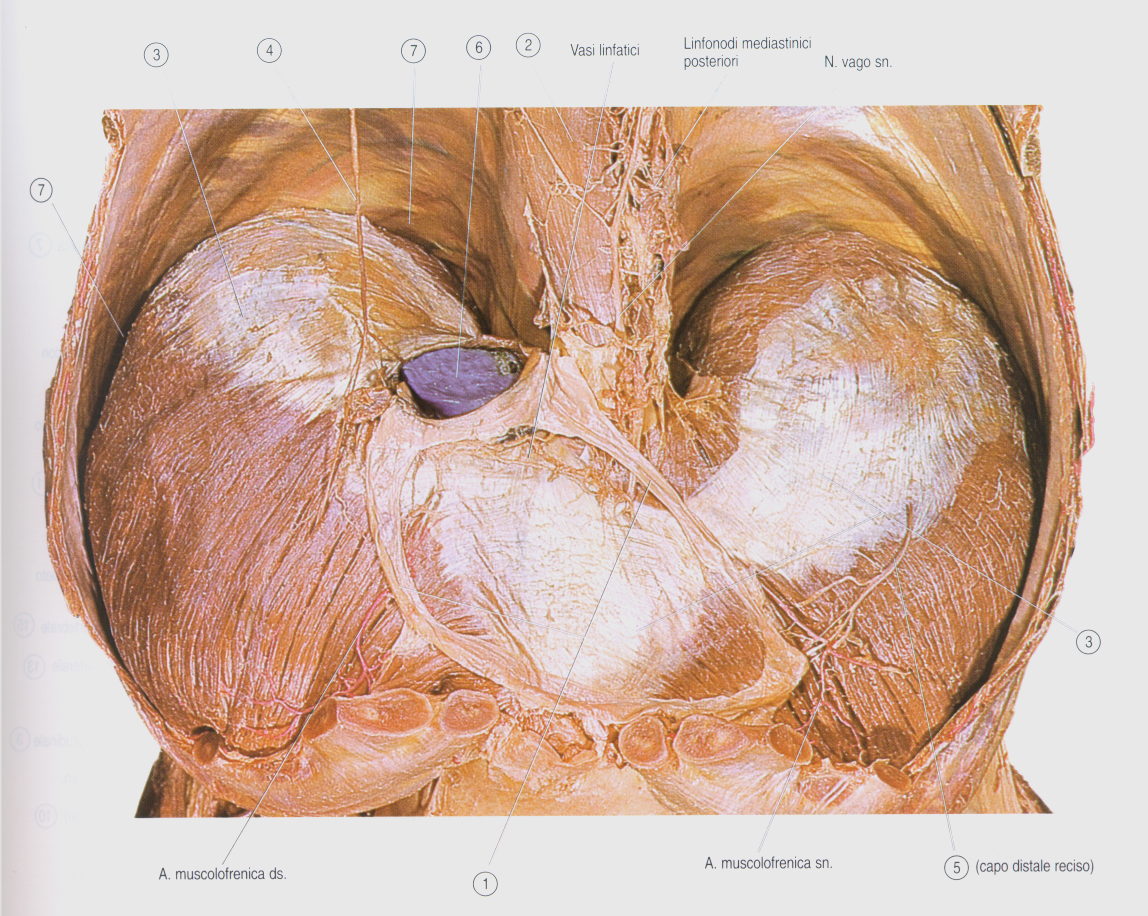 3
4
7
6
2
Vasi linfatici
Linfonodi mediastinici
posteriori
N. vago sn.
7
3
A. muscolofrenica ds.
1
A. muscolofrenica sn.
5 (capo distale reciso)